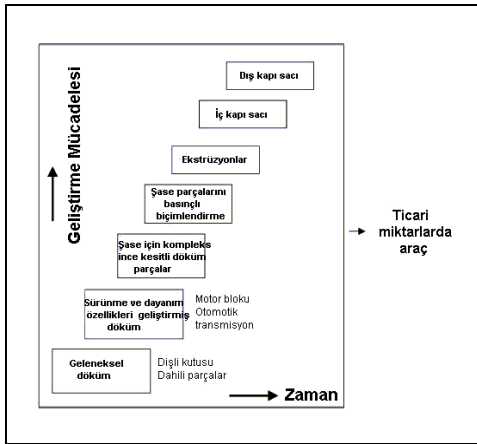 Geliştirme Mücadelesi
Dış kapı sacı
İç kapı sacı
Ekstrüzyonlar
Şase parçalarını
basınçlı
biçimlendirme
Şase için kompleks
ince kesitli döküm
parçalar
Sürünme ve dayanım
özellikleri geliştirmiş
döküm
Motor bloku
Otomotik
transmisyon
Geleneksel
döküm
Dişli kutusu
Dahili parçalar
Zaman
Ticari
miktarlarda
araç